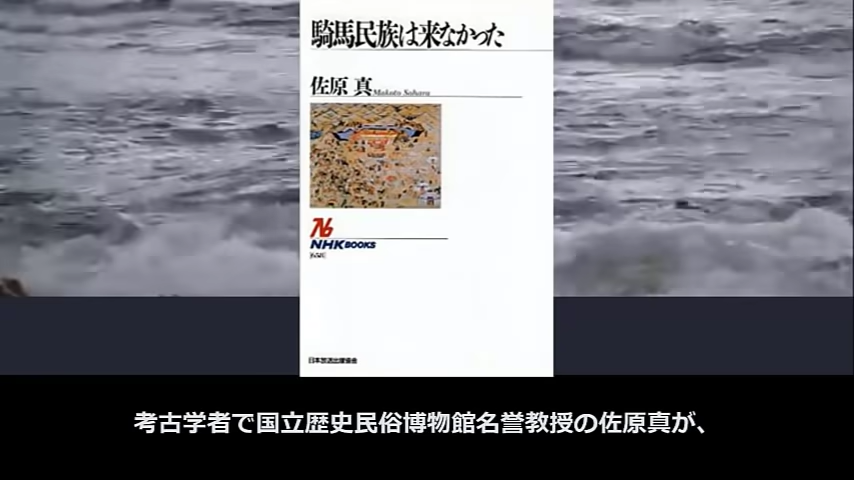 騎馬民族は来なかった
佐原 真
Makoto Sahara
NHK BOOKS
[658]
日本放送出版協会
考古学者で国立歴史民俗博物館名誉教授の佐原真が、